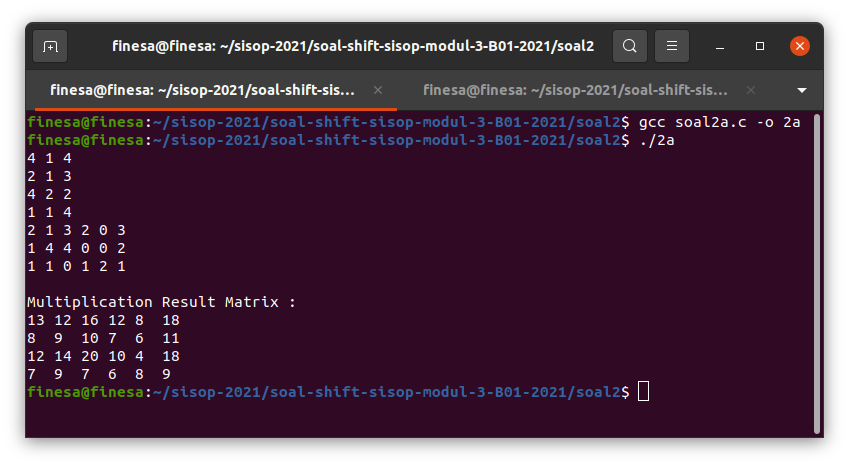 finesa@finesa: ~/sisop-2021/soal-shift-sisop-modul-3-B01-2021/soal2
finesa@finesa: ~/sisop-2021/soal-shift-sis... finesa@finesa: ~/sisop-2021/soal-shift-sis...
finesa@finesa:~/sisop-2021/soal-shift-sisop-modul-3-B01-2021/soal2$ gcc soal2a.c -o 2a
finesa@finesa:~/sisop-2021/soal-shift-sisop-modul-3-B01-2021/soal2$ ./2a
4 1 4
2 1 3
4 2 2
1 1 4
2 1 3 2 0 3
1 4 4 0 0 2
1 1 0 1 2 1
Multiplication Result Matrix :
13 12 16 12 8  18
8  9  10 7  6  11
12 14 20 10 4  18
7  9  7  6  8  9
finesa@finesa:~/sisop-2021/soal-shift-sisop-modul-3-B01-2021/soal2$